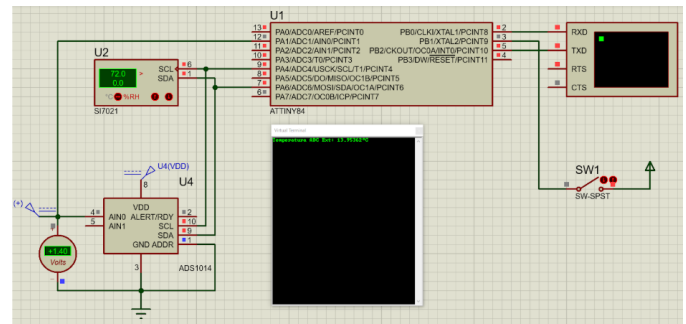 U1
13 PA0/ADC0/AREF/PCINT0
12 PA1/ADC1/AIN0/PCINT1
11 PA2/ADC2/AIN1/PCINT2
10 PA3/ADC3/T0/PCINT3
9 PA4/ADC4/USCK/SCL/T1/PCINT4
8 PA5/ADC5/DO/MISO/OC1B/PCINT5
7 PA6/ADC6/MOSI/SDA/OC1A/PCINT6
6 PA7/ADC7/OC0B/ICP/PCINT7
PB0/CLKI/XTAL1/PCINT8 2
PB1/XTAL2/PCINT9 3
PB2/CKOUT/OC0A/INT0/PCINT10 5
PB3/DW/RESET/PCINT11 4
ATTINY84
RXD
TXD
RTS
CTS
U2
72.0 >
0.0
°C %RH
SCL 6
SDA 1
SI7021
Virtual Terminal
Temperature ADC Ext: 13.95362°C
SW1
SW-SPST
U4(VDD)
8
U4
VDD
4 AIN0 ALERT/RDY 2
5 AIN1 SCL 10
SDA 9
GND ADDR 1
3
ADS1014
(+)
+1.40
Volts